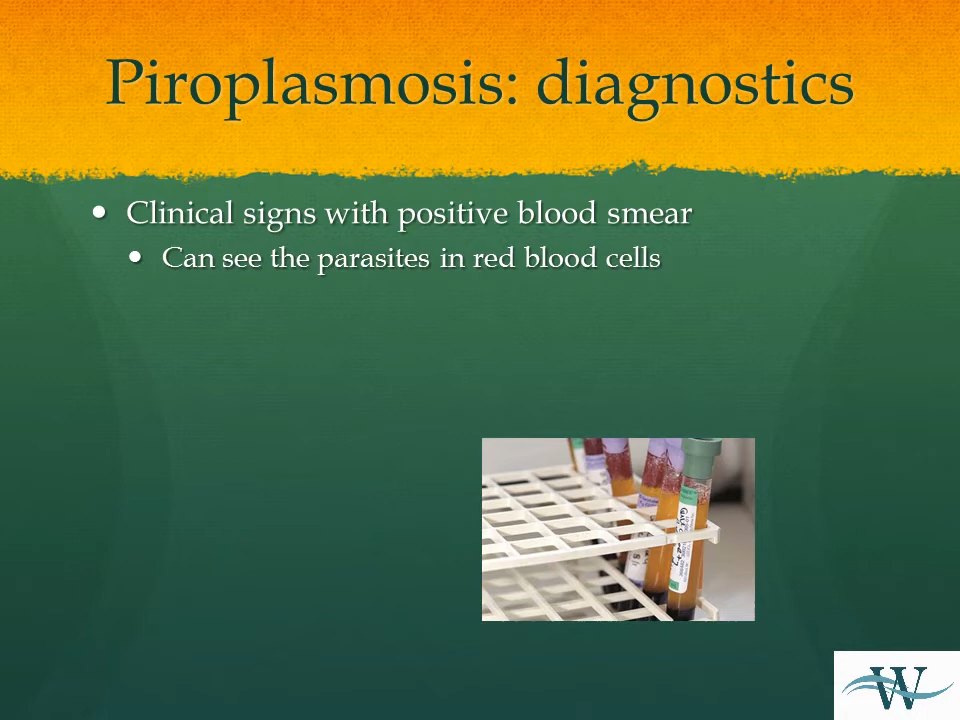 Piroplasmosis: diagnostics
Clinical signs with positive blood smear
Can see the parasites in red blood cells
W